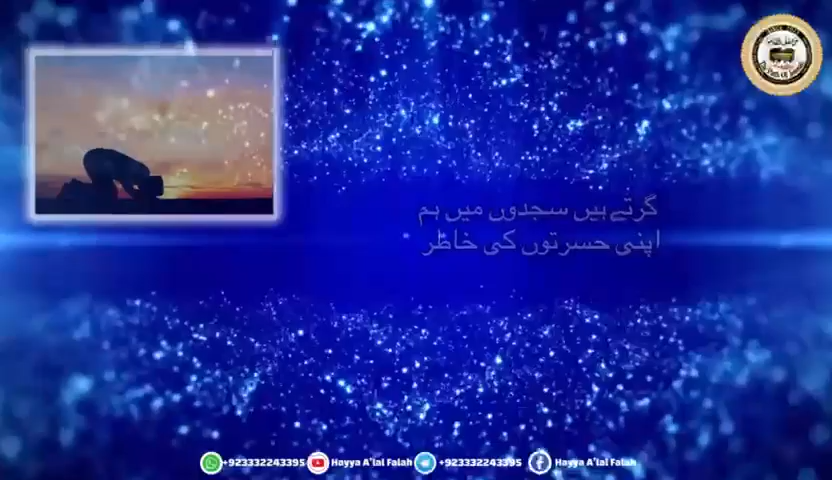 گرتے ہیں سجدوں میں ہم
اپنی حسرتوں کی خاطر
+923332243395 Hayya A'lal Falah +923332243395 Hayya A'lal Falah